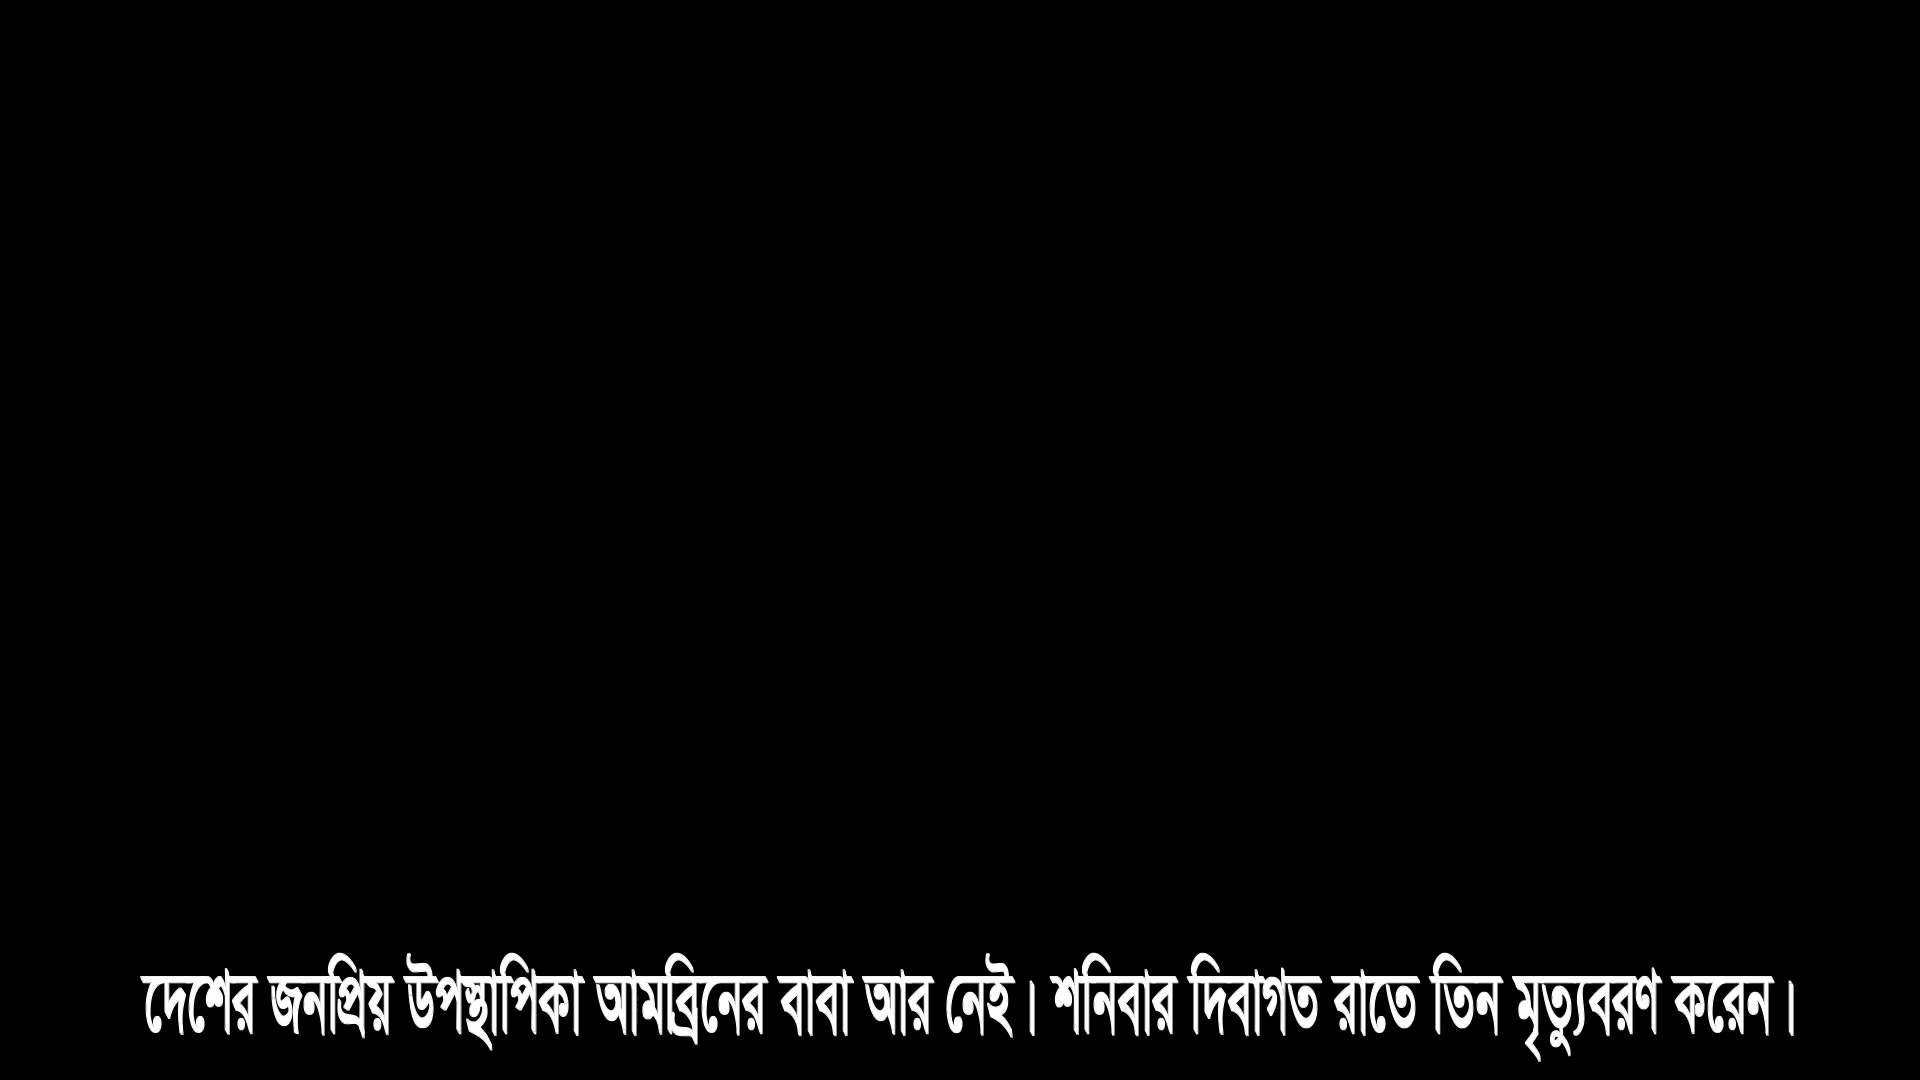 দেশের জনপ্রিয় উপস্থাপিকা আমব্রিনের বাবা আর নেই। শনিবার দিবাগত রাতে তিন মৃত্যুবরণ করেন।